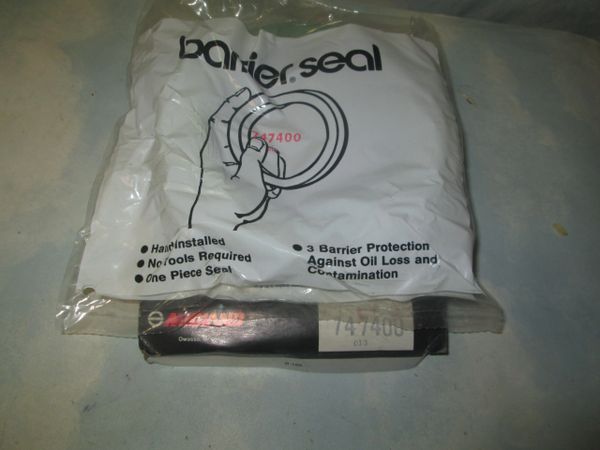 barrier® seal
747400
● Hand Installed
● No Tools Required
● One Piece Seal
● 3 Barrier Protection
Against Oil Loss and
Contamination
747400
013